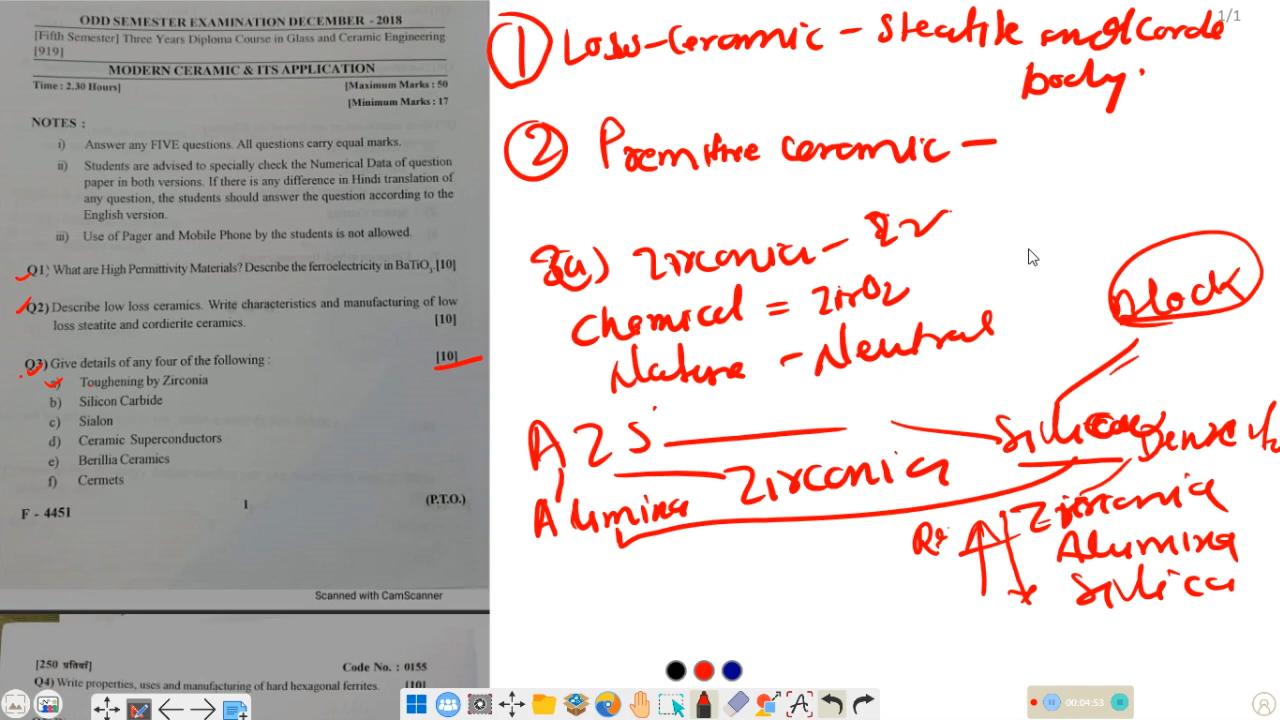 ODD SEMESTER EXAMINATION DECEMBER - 2018
[Fifth Semester] Three Years Diploma Course in Glass and Ceramic Engineering
[919]
MODERN CERAMIC & ITS APPLICATION
Time : 2.30 Hours]
[Maximum Marks : 50
[Minimum Marks : 17
NOTES :
i) Answer any FIVE questions. All questions carry equal marks.
ii) Students are advised to specially check the Numerical Data of question
paper in both versions. If there is any difference in Hindi translation of
any question, the students should answer the question according to the
English version.
iii) Use of Pager and Mobile Phone by the students is not allowed.
Q1) What are High Permittivity Materials? Describe the ferroelectricity in BaTiO3. [10]
Q2) Describe low loss ceramics. Write characteristics and manufacturing of low
loss steatite and cordierite ceramics. [10]
Q3) Give details of any four of the following : [10]
a) Toughening by Zirconia
b) Silicon Carbide
c) Sialon
d) Ceramic Superconductors
e) Berillia Ceramics
f) Cermets
1
(P.T.O.)
F - 4451
Scanned with CamScanner
[250 प्रतियाँ]
Code No. : 0155
Q4) Write properties, uses and manufacturing of hard hexagonal ferrites. [10]
1/1
1 Loss-Ceramic - Steatite and Corde
body.
2 ceramic -
(a) Zirconia -
Chemical = ZirO2
Nature - Neutral
Block
A Z S
Zirconia
Alumina
Zirconia
Alumina
Silica
00:04:53